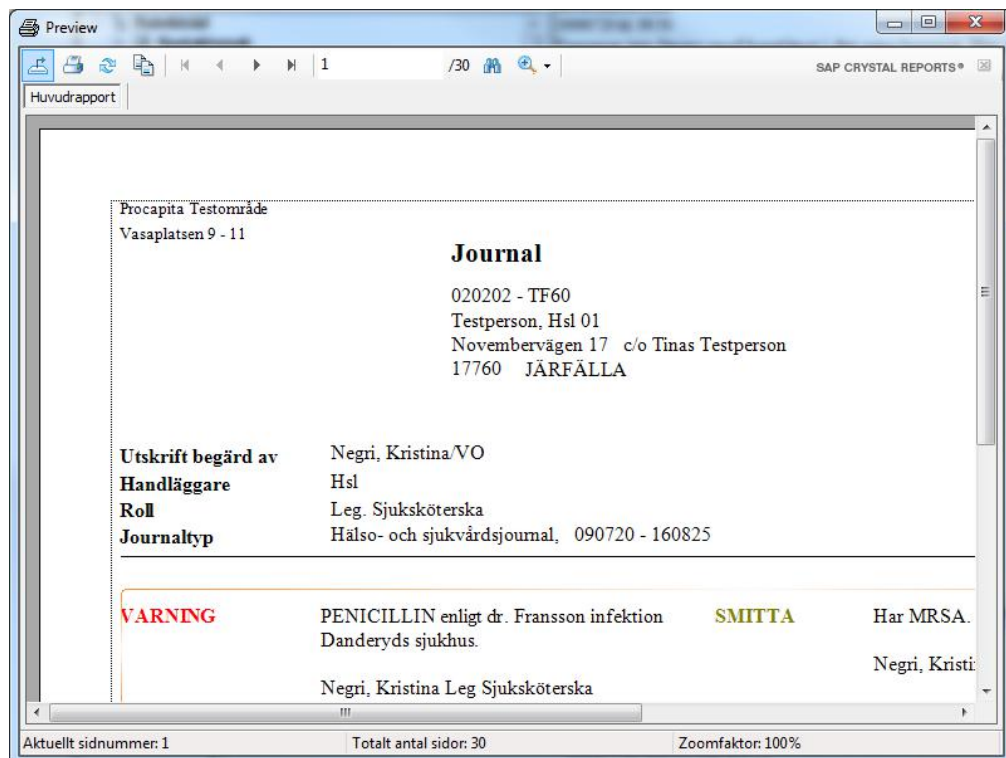 Preview
1 /30 SAP CRYSTAL REPORTS®
Huvudrapport
Procapita Testområde
Vasaplatsen 9 - 11
Journal
020202 - TF60
Testperson, Hsl 01
Novembervägen 17 c/o Tinas Testperson
17760 JÄRFÄLLA
Utskrift begärd av Negri, Kristina/VO
Handläggare Hsl
Roll Leg. Sjuksköterska
Journaltyp Hälso- och sjukvårdsjournal, 090720 - 160825
VARNING PENICILLIN enligt dr. Fransson infektion SMITTA Har MRSA.
Danderyds sjukhus.
Negri, Kristi
Negri, Kristina Leg Sjuksköterska
Aktuellt sidnummer: 1 Totalt antal sidor: 30 Zoomfaktor: 100%